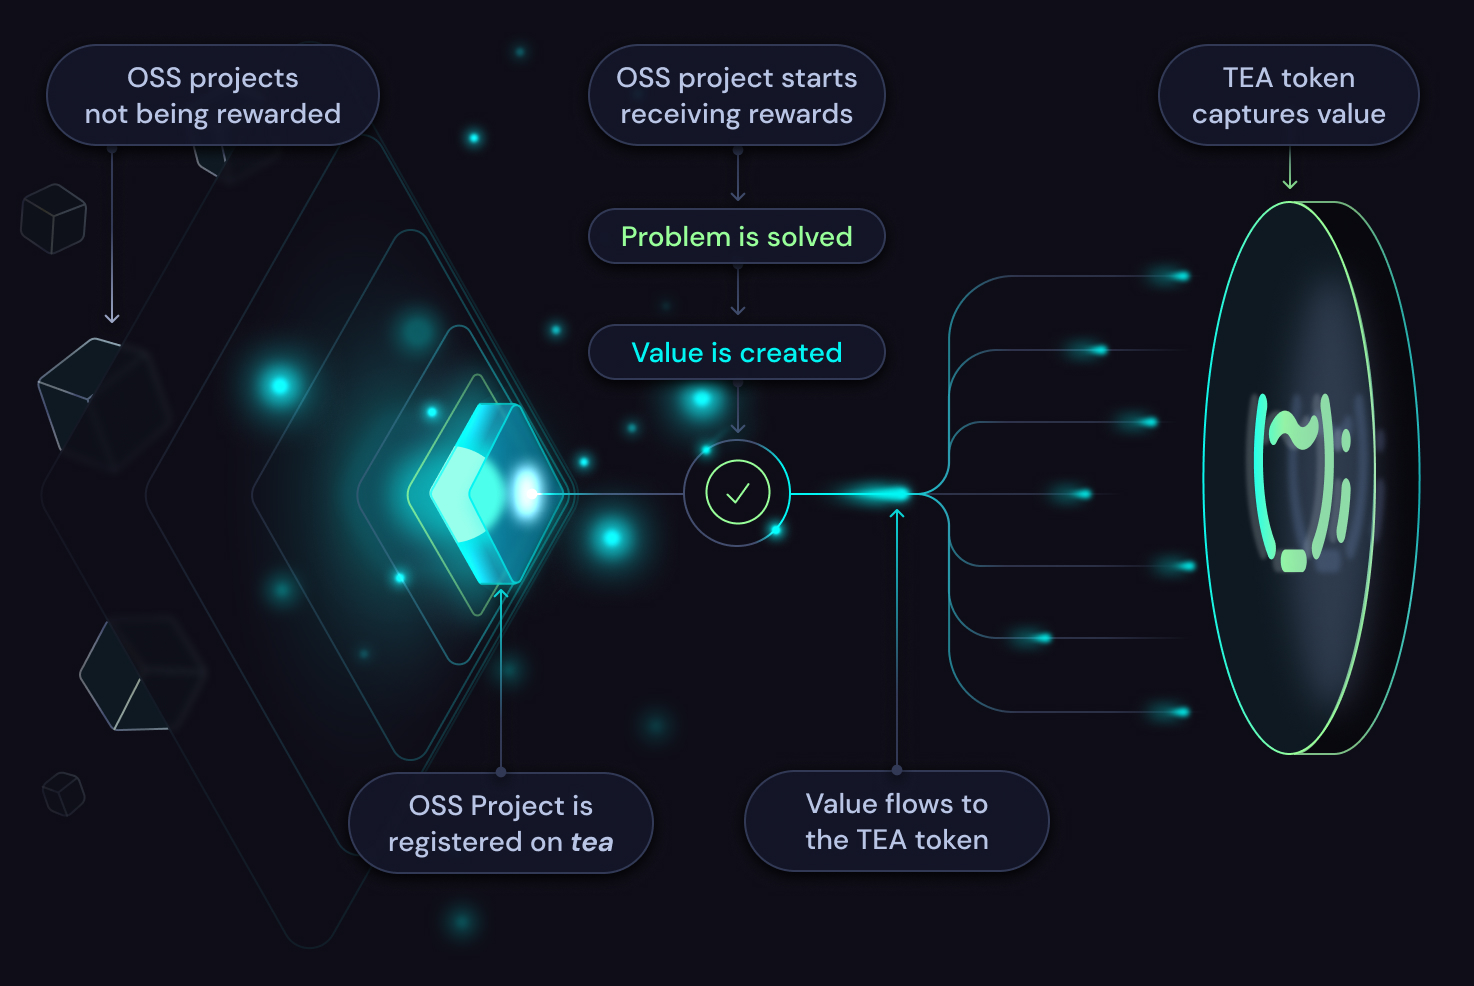 OSS projects
not being rewarded
OSS project starts
receiving rewards
TEA token
captures value
Problem is solved
Value is created
OSS Project is
registered on tea
Value flows to
the TEA token